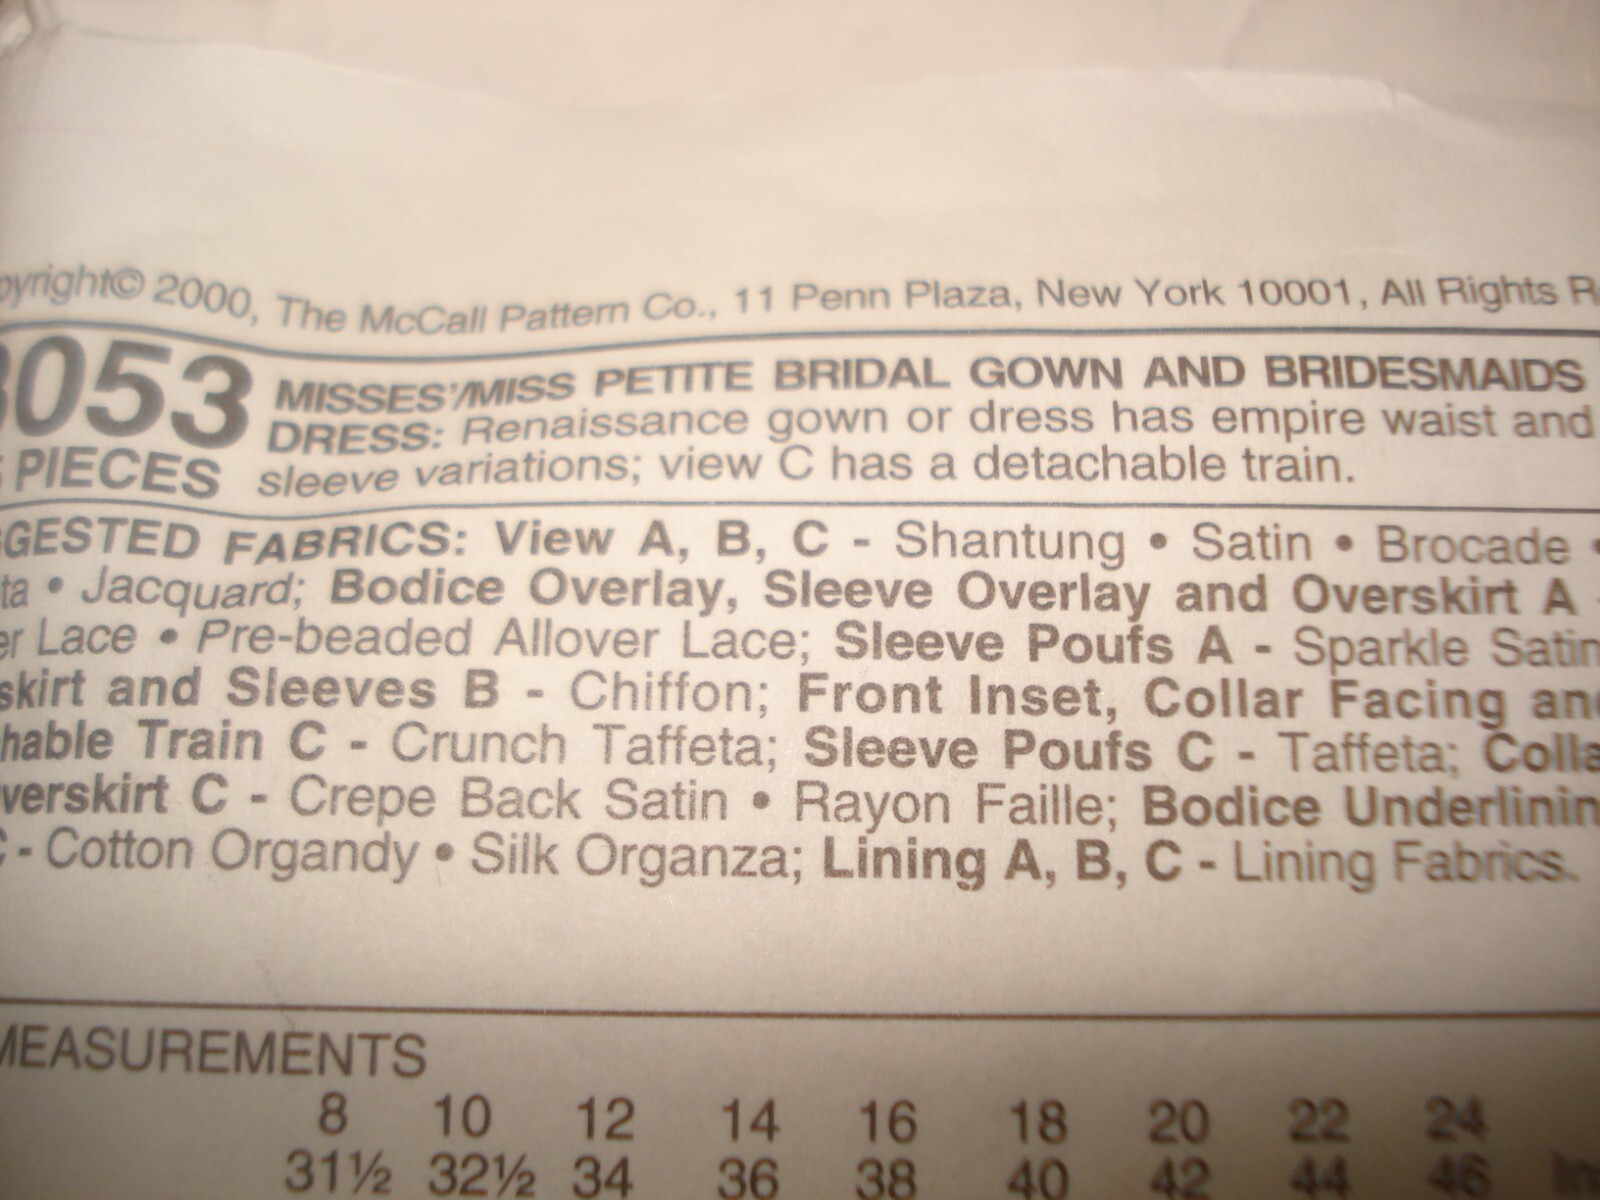 pyright© 2000, The McCall Pattern Co., 11 Penn Plaza, New York 10001, All Rights R
3053 MISSES'/MISS PETITE BRIDAL GOWN AND BRIDESMAIDS
DRESS: Renaissance gown or dress has empire waist and
PIECES sleeve variations; view C has a detachable train.
GGESTED FABRICS: View A, B, C - Shantung • Satin • Brocade •
ta • Jacquard; Bodice Overlay, Sleeve Overlay and Overskirt A -
er Lace • Pre-beaded Allover Lace; Sleeve Poufs A - Sparkle Satin
skirt and Sleeves B - Chiffon; Front Inset, Collar Facing and
hable Train C - Crunch Taffeta; Sleeve Poufs C - Taffeta; Colla
verskirt C - Crepe Back Satin • Rayon Faille; Bodice Underlinin
C - Cotton Organdy • Silk Organza; Lining A, B, C - Lining Fabrics.
MEASUREMENTS
8 10 12 14 16 18 20 22 24
31½ 32½ 34 36 38 40 42 44 46 In